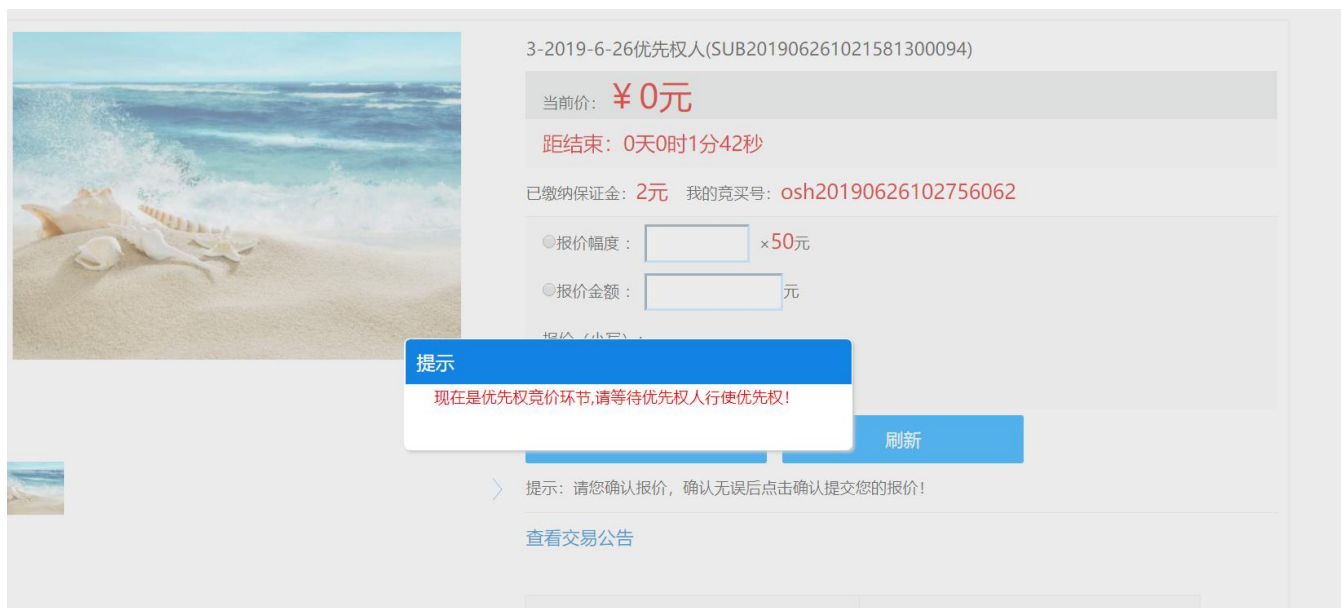 3-2019-6-26优先权人(SUB201906261021581300094)
当前价： ¥0元
距结束：0天0时1分42秒
已缴纳保证金：2元 我的竞买号：osh20190626102756062
报价幅度： ×50元
报价金额： 元
报价（小写）：
提示
现在是优先权竞价环节,请等待优先权人行使优先权！
刷新
提示：请您确认报价，确认无误后点击确认提交您的报价！
查看交易公告